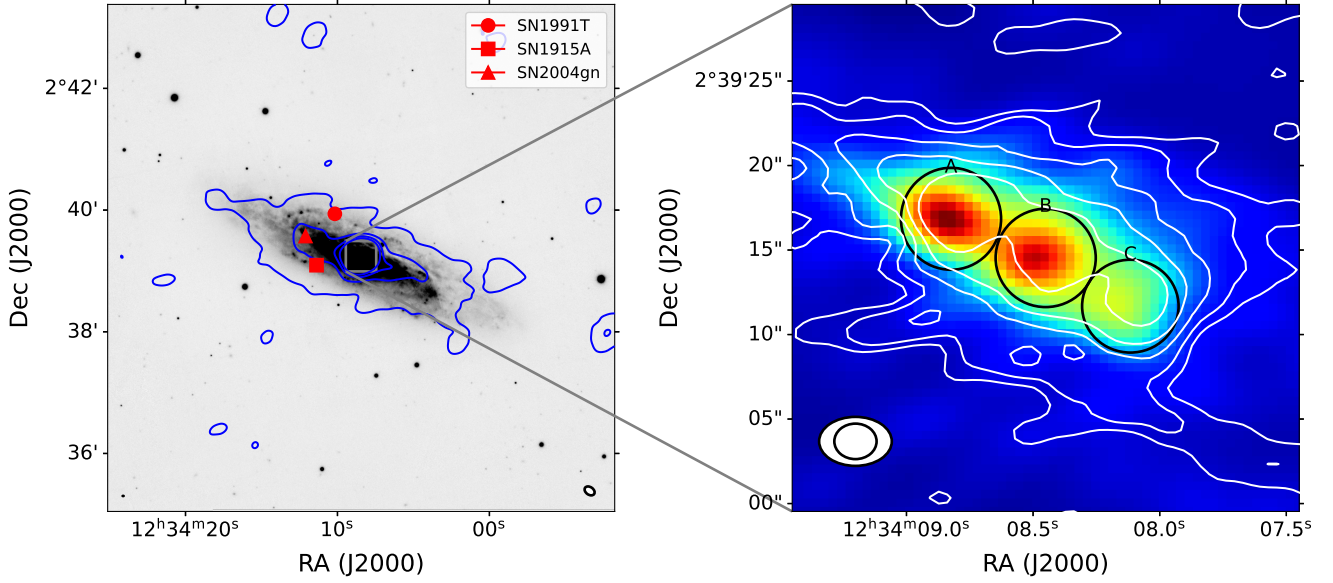 SN1991T
SN1915A
SN2004gn
2°42'
40'
38'
36'
Dec (J2000)
12ʰ34ᵐ20ˢ
10ˢ
00ˢ
RA (J2000)
2°39'25"
20"
15"
10"
05"
00"
Dec (J2000)
A
B
C
12ʰ34ᵐ09.0ˢ
08.5ˢ
08.0ˢ
07.5ˢ
RA (J2000)